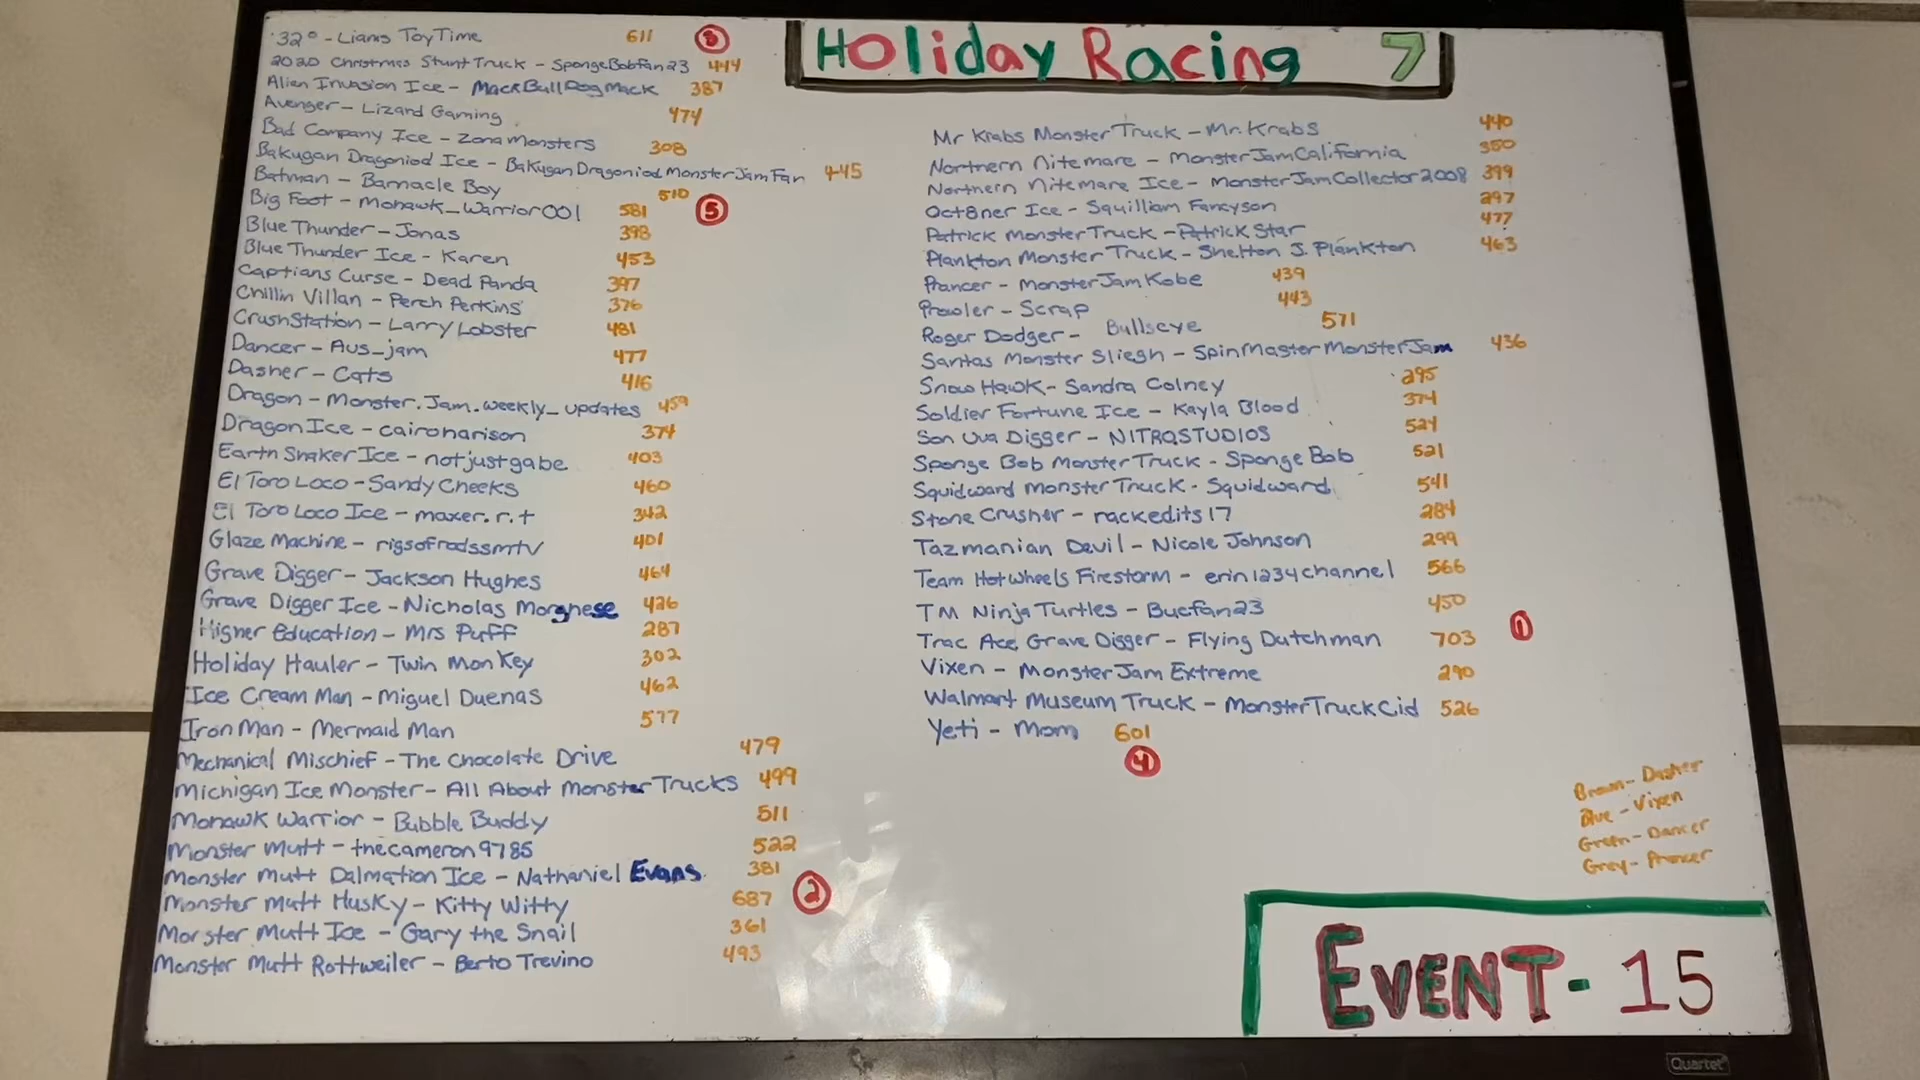 Holiday Racing 7
32° - Liams ToyTime 611 3
2020 Christmas Stunt Truck - SpongeBobfan23 444
Alien Invasion Ice - MackBullDogMack 387
Avenger - Lizard Gaming 474
Bad Company Ice - Zonamonsters 308
Bakugan Dragoniod Ice - BakuganDragoniodMonsterJamFan 445
Batman - Barnacle Boy 510
Big Foot - Mohawk_Warrior001 581 5
Blue Thunder - Jonas 398
Blue Thunder Ice - Karen 453
Captians Curse - Dead Panda 397
Chillin Villan - Perch Perkins 376
CrushStation - Larry Lobster 481
Dancer - Aus_jam 477
Dasher - Cats 416
Dragon - Monster.Jam.weekly_updates 459
Dragon Ice - cairoharison 374
Earth Shaker Ice - notjustgabe 403
El Toro Loco - Sandy Cheeks 460
El Toro Loco Ice - maxer.r.t 342
Glaze Machine - rigsofrodssmtv 401
Grave Digger - Jackson Hughes 464
Grave Digger Ice - Nicholas Morghese 426
Higher Education - Mrs Puff 287
Holiday Hauler - Twin Monkey 302
Ice Cream Man - Miguel Duenas 462
Iron Man - Mermaid Man 577
Mechanical Mischief - The Chocolate Drive 479
Michigan Ice Monster - All About Monster Trucks 499
Mohawk Warrior - Bubble Buddy 511
Monster Mutt - thecameron9785 522
Monster Mutt Dalmation Ice - Nathaniel Evans 381
Monster Mutt Husky - Kitty Witty 687 2
Monster Mutt Ice - Gary the Snail 361
Monster Mutt Rottweiler - Berto Trevino 493
Mr Krabs Monster Truck - Mr. Krabs 440
Northern Nitemare - MonsterJamCalifornia 350
Northern Nitemare Ice - MonsterJamCollector2008 399
Oct8ner Ice - Squilliam Fancyson 297
Patrick Monster Truck - Patrick Star 477
Plankton Monster Truck - Shelton J. Plankton 463
Prancer - MonsterJamKobe 439
Prowler - Scrap 443
Roger Dodger - Bullseye 571
Santas Monster Sliegh - SpinMasterMonsterJam 436
Snow Hawk - Sandra Colney 295
Soldier Fortune Ice - Kayla Blood 374
Son Uva Digger - NITROSTUDIOS 524
Sponge Bob Monster Truck - Sponge Bob 521
Squidward Monster Truck - Squidward 541
Stone Crusher - rackedits17 284
Tazmanian Devil - Nicole Johnson 299
Team HotWheels Firestorm - erin1234channel 566
TM Ninja Turtles - Bucfan23 450
Trac Ace Grave Digger - Flying Dutchman 703 1
Vixen - MonsterJam Extreme 290
Walmart Museum Truck - MonsterTruckCid 526
Yeti - Mom 601
4
Brown - Dasher
Blue - Vixen
Green - Dancer
Grey - Prancer
EVENT - 15
Quartet